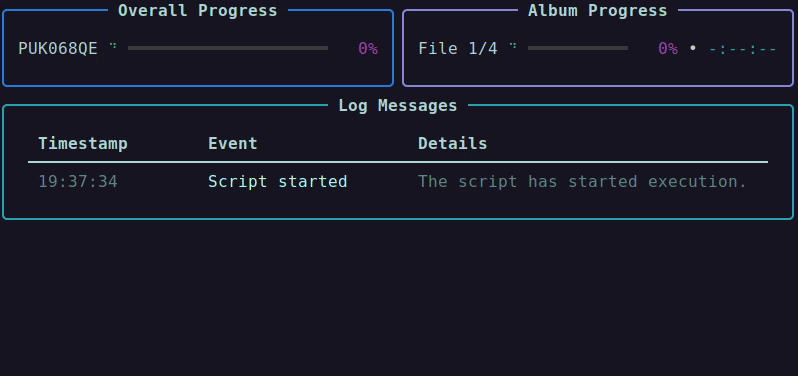 Overall Progress
PUK068QE 0%
Album Progress
File 1/4 0% • -:--:--
Log Messages
Timestamp Event Details
19:37:34 Script started The script has started execution.